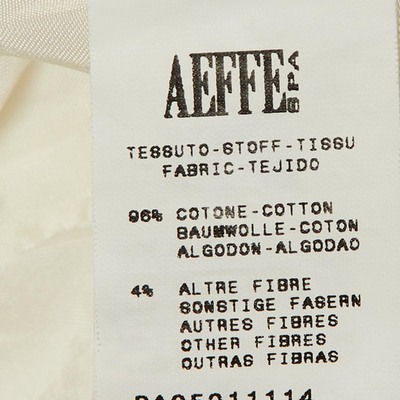 AEFFE SPA
TESSUTO-STOFF-TISSU
FABRIC-TEJIDO
96% COTONE-COTTON
BAUMWOLLE-COTON
ALGODON-ALGODAO
4% ALTRE FIBRE
SONSTIGE FASERN
AUTRES FIBRES
OTHER FIBRES
OUTRAS FIBRAS